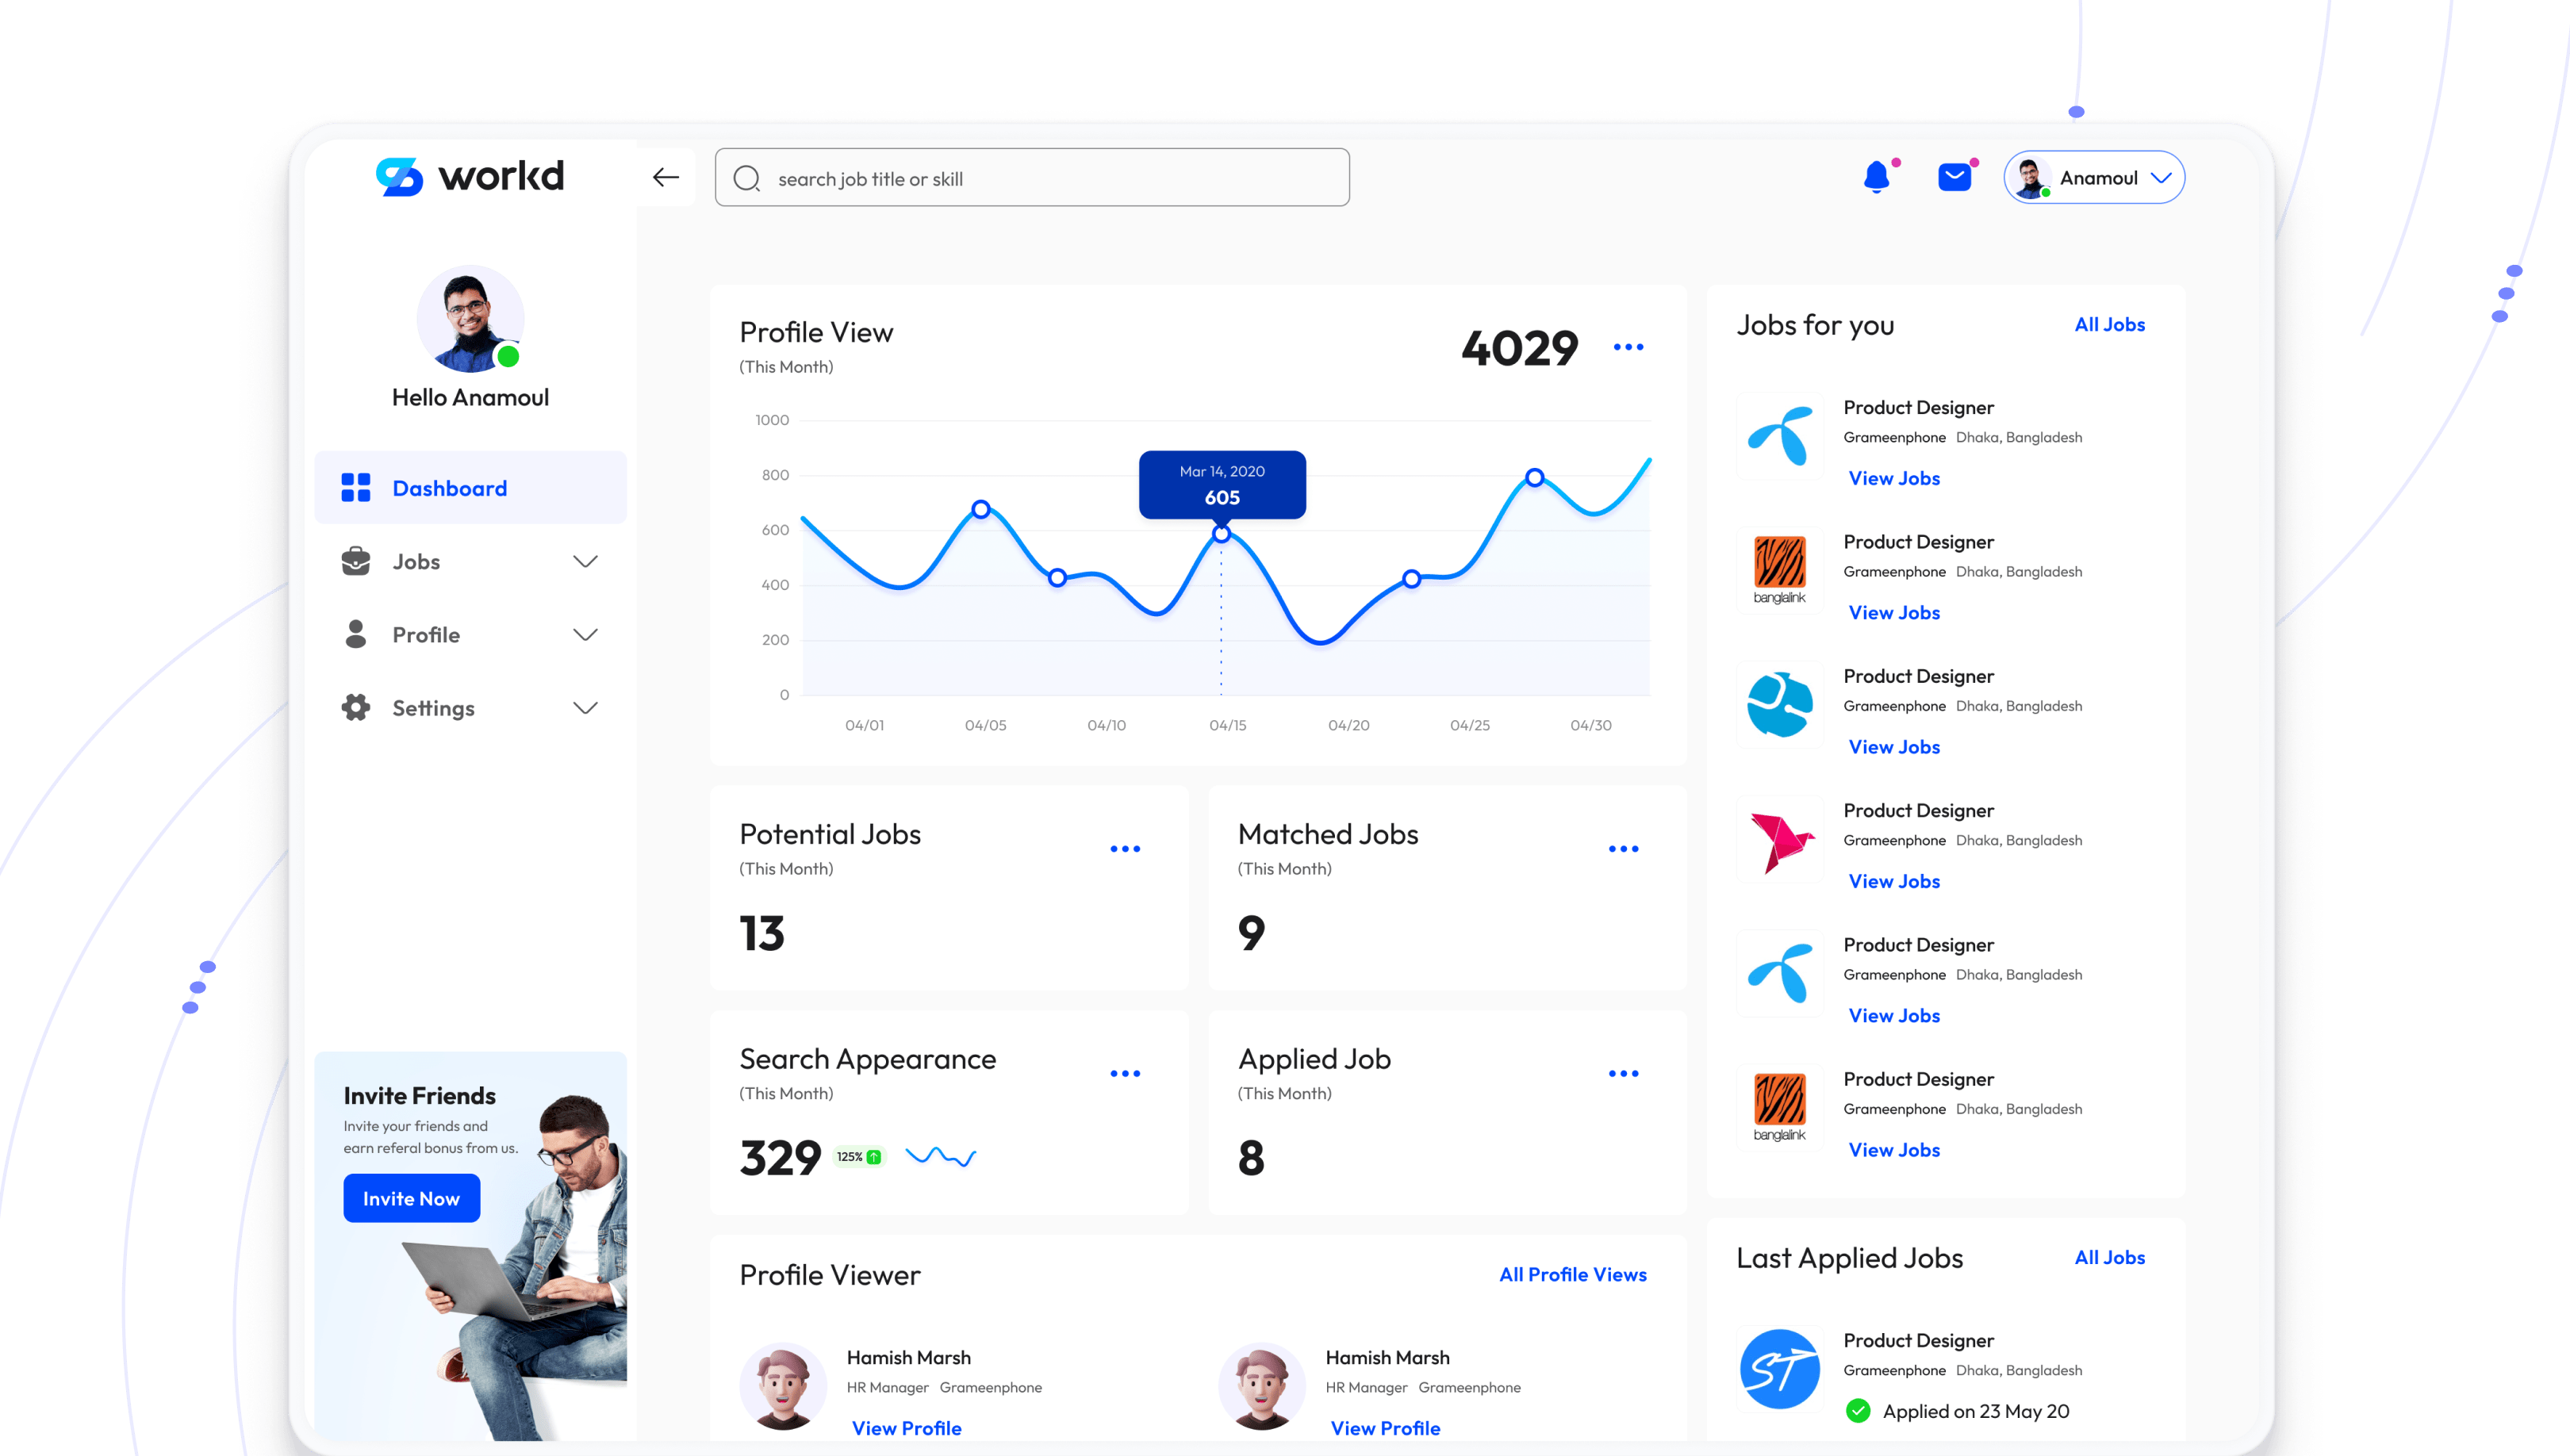 workd
search job title or skill
Anamoul
Hello Anamoul
Dashboard
Jobs
Profile
Settings
Invite Friends
Invite your friends and
earn referal bonus from us.
Invite Now
Profile View
(This Month)
4029
1000
800
600
400
200
0
Mar 14, 2020
605
04/01 04/05 04/10 04/15 04/20 04/25 04/30
Potential Jobs
(This Month)
13
Matched Jobs
(This Month)
9
Search Appearance
(This Month)
329 125%
Applied Job
(This Month)
8
Profile Viewer
All Profile Views
Hamish Marsh
HR Manager Grameenphone
View Profile
Hamish Marsh
HR Manager Grameenphone
View Profile
Jobs for you
All Jobs
Product Designer
Grameenphone Dhaka, Bangladesh
View Jobs
banglalink
Product Designer
Grameenphone Dhaka, Bangladesh
View Jobs
Product Designer
Grameenphone Dhaka, Bangladesh
View Jobs
Product Designer
Grameenphone Dhaka, Bangladesh
View Jobs
Product Designer
Grameenphone Dhaka, Bangladesh
View Jobs
banglalink
Product Designer
Grameenphone Dhaka, Bangladesh
View Jobs
Last Applied Jobs
All Jobs
ST
Product Designer
Grameenphone Dhaka, Bangladesh
Applied on 23 May 20